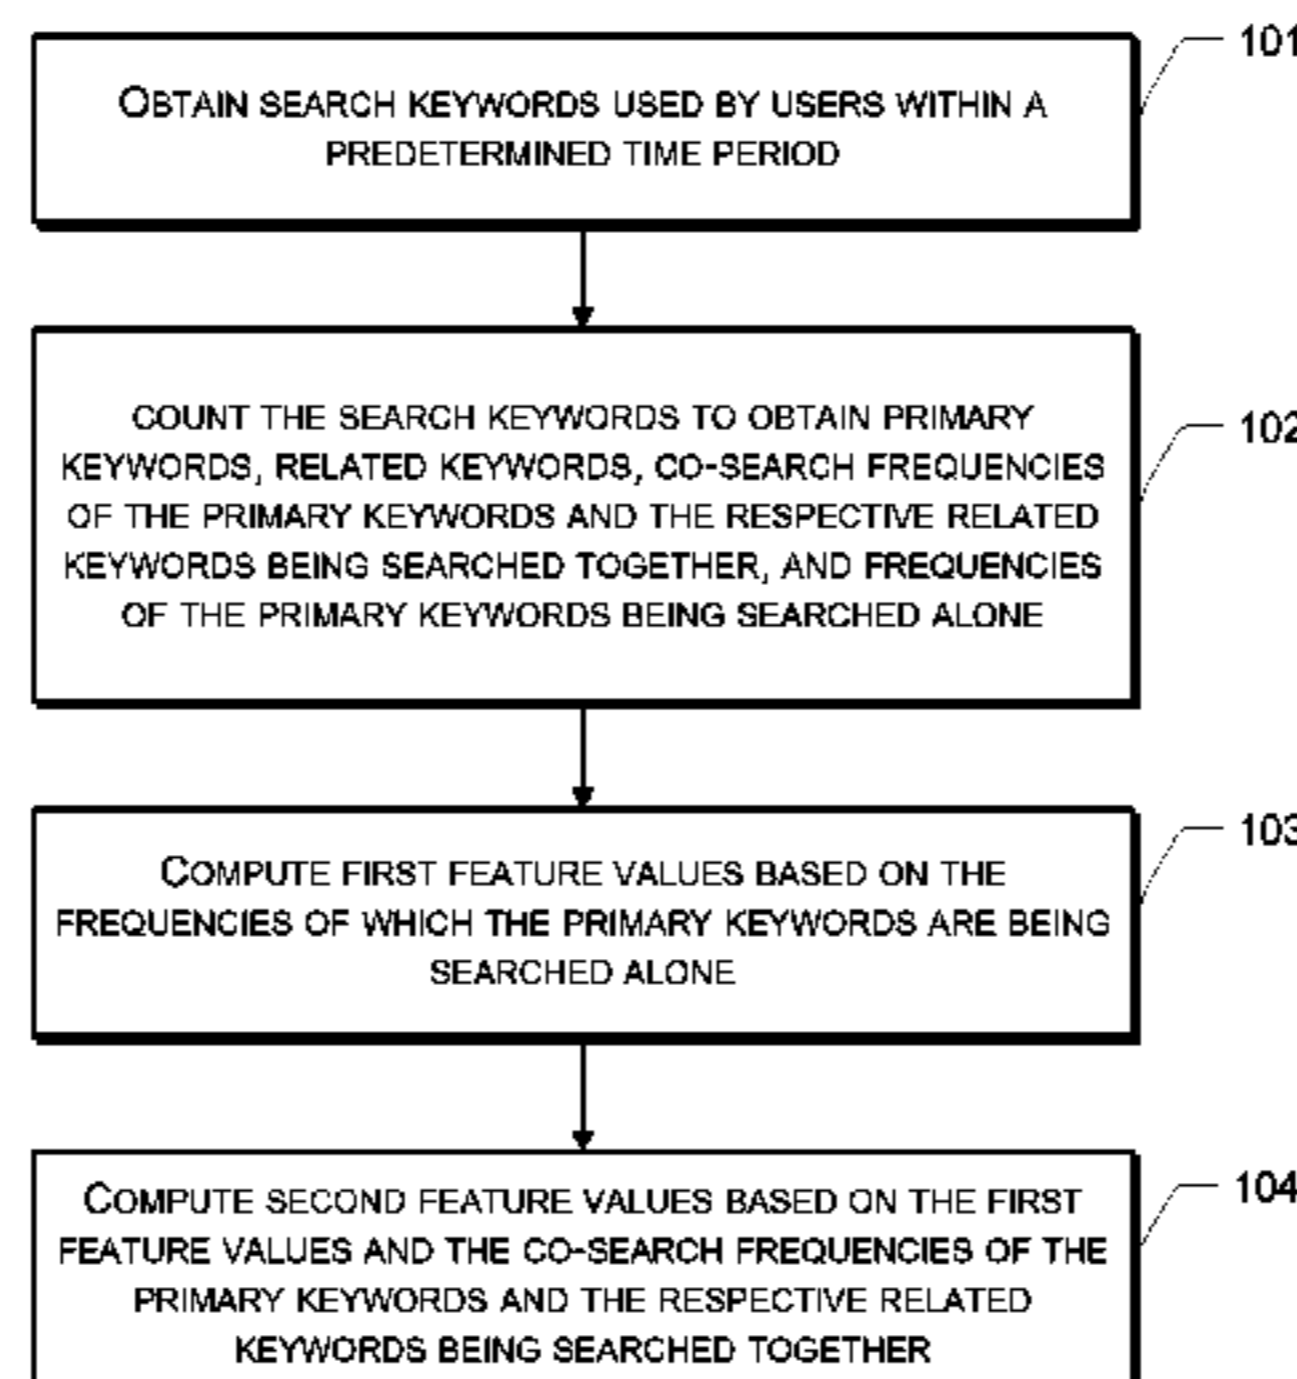 101
OBTAIN SEARCH KEYWORDS USED BY USERS WITHIN A
PREDETERMINED TIME PERIOD
102
COUNT THE SEARCH KEYWORDS TO OBTAIN PRIMARY
KEYWORDS, RELATED KEYWORDS, CO-SEARCH FREQUENCIES
OF THE PRIMARY KEYWORDS AND THE RESPECTIVE RELATED
KEYWORDS BEING SEARCHED TOGETHER, AND FREQUENCIES
OF THE PRIMARY KEYWORDS BEING SEARCHED ALONE
103
COMPUTE FIRST FEATURE VALUES BASED ON THE
FREQUENCIES OF WHICH THE PRIMARY KEYWORDS ARE BEING
SEARCHED ALONE
104
COMPUTE SECOND FEATURE VALUES BASED ON THE FIRST
FEATURE VALUES AND THE CO-SEARCH FREQUENCIES OF THE
PRIMARY KEYWORDS AND THE RESPECTIVE RELATED
KEYWORDS BEING SEARCHED TOGETHER